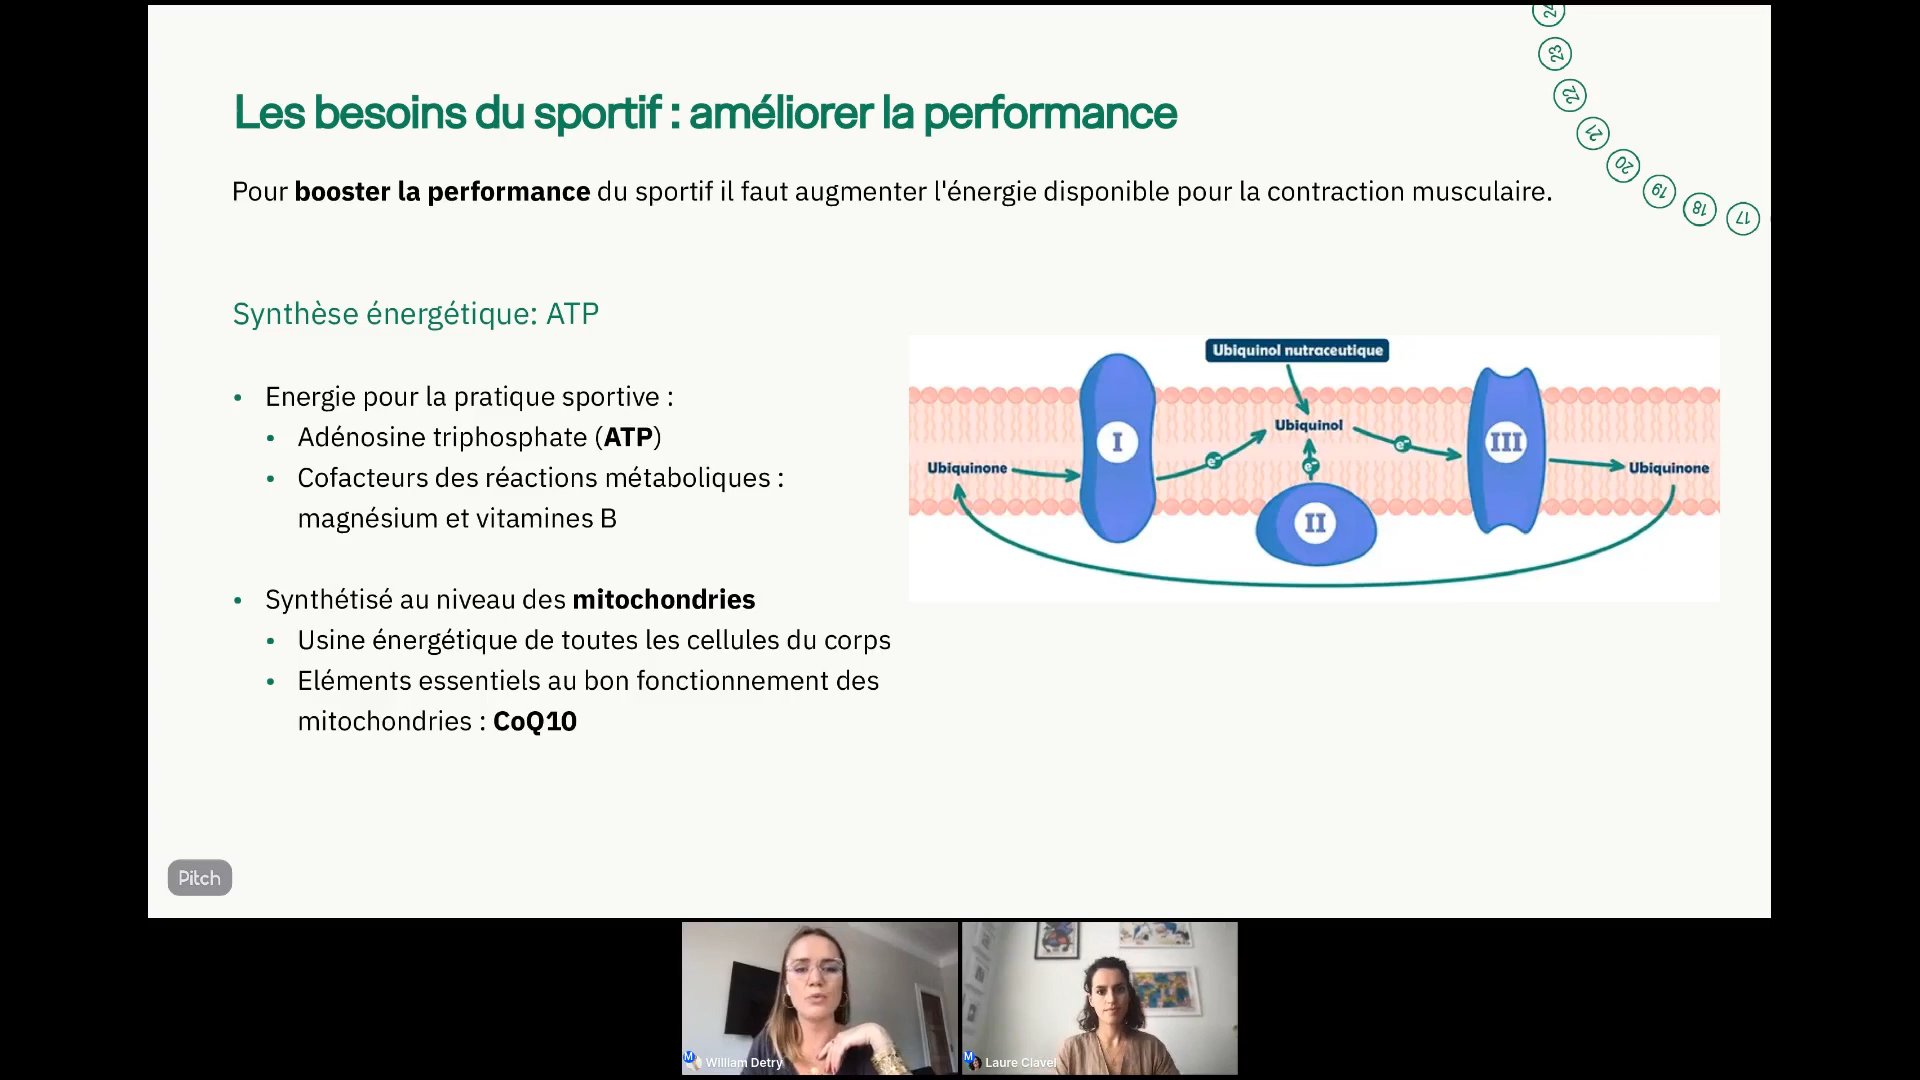 24
23
22
21
20
19
18
17
Les besoins du sportif : améliorer la performance
Pour booster la performance du sportif il faut augmenter l'énergie disponible pour la contraction musculaire.
Synthèse énergétique: ATP
• Energie pour la pratique sportive :
• Adénosine triphosphate (ATP)
• Cofacteurs des réactions métaboliques :
magnésium et vitamines B
• Synthétisé au niveau des mitochondries
• Usine énergétique de toutes les cellules du corps
• Eléments essentiels au bon fonctionnement des
mitochondries : CoQ10
Ubiquinol nutraceutique
Ubiquinol
I
e⁻
e⁻
III
Ubiquinone
Ubiquinone
e⁻
II
Pitch
M
William Detry
M
Laure Clavel